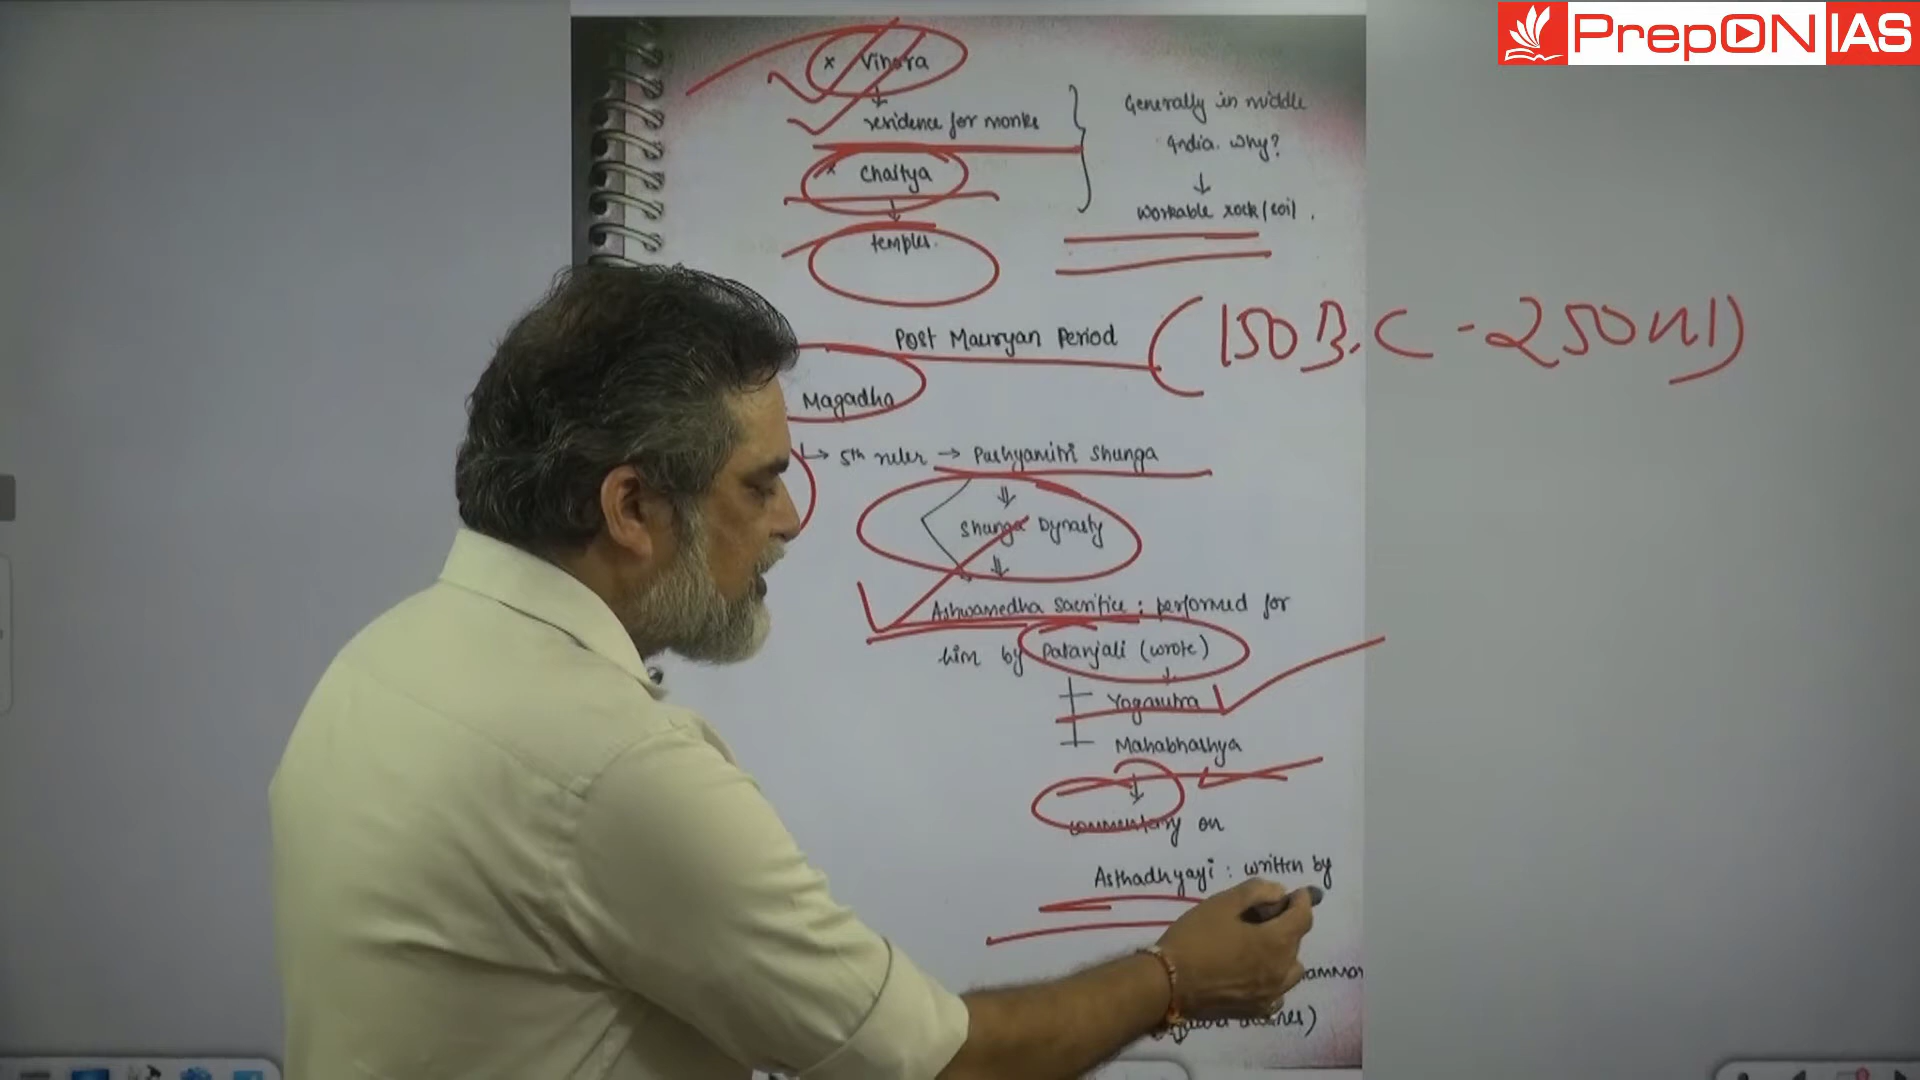 PrepON IAS
x Vihara
residence for monks
x Chaitya
temples.
Generally in middle
India. Why?
workable rock/soil.
Post Mauryan Period (150 B.C - 250
Magadha
5th ruler → Pushyamitri Shunga
Shunga Dynasty
Ashwamedha Sacrifice : performed for
him by Patanjali (wrote)
Yogasutra
Mahabhashya
commentary on
Asthadhyayi : written by